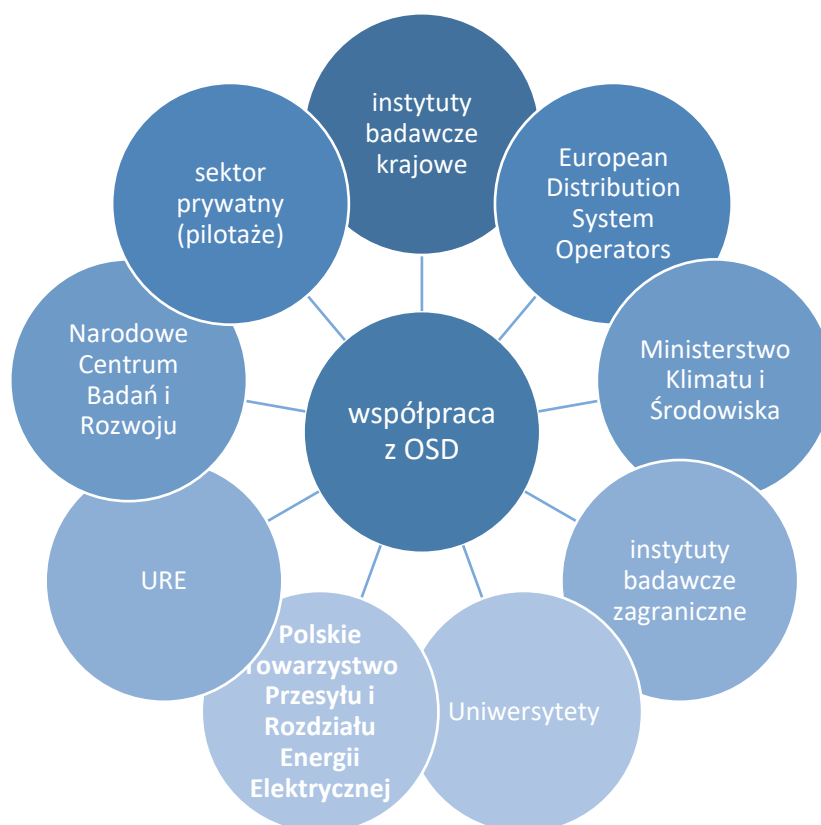 instytuty
badawcze
krajowe
European
Distribution
System
Operators
Ministerstwo
Klimatu i
Środowiska
instytuty
badawcze
zagraniczne
Uniwersytety
Polskie
Towarzystwo
Przesyłu i
Rozdziału
Energii
Elektrycznej
URE
Narodowe
Centrum
Badań i
Rozwoju
sektor
prywatny
(pilotaże)
współpraca
z OSD